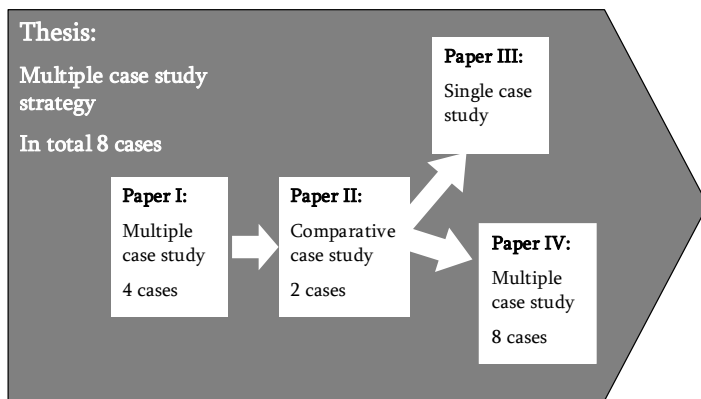 Thesis:
Multiple case study
strategy
In total 8 cases
Paper I:
Multiple
case study
4 cases
Paper II:
Comparative
case study
2 cases
Paper III:
Single case
study
Paper IV:
Multiple
case study
8 cases